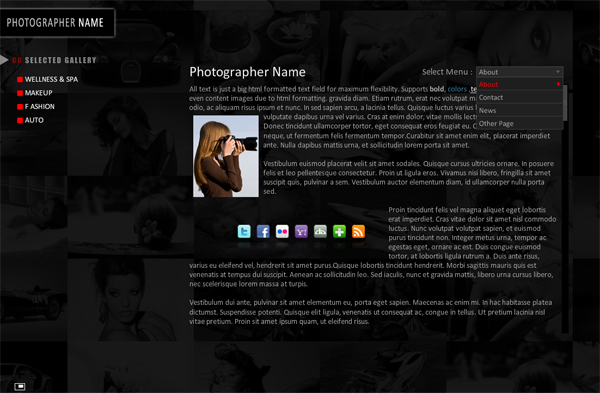 PHOTOGRAPHER NAME
GO SELECTED GALLERY
WELLNESS & SPA
MAKEUP
F ASHION
AUTO
Photographer Name
Select Menu :
About
About
Contact
News
Other Page
All text is just a big html formatted text field for maximum flexibility. Supports bold, colors ,te
even content images due to html formatting. gravida diam. Etiam rutrum, erat nec volutpat m
odio, ac aliquam risus ipsum et nunc. In sed sapien arcu, a lacinia tellus. Quisque luctus varius
vulputate dapibus urna vel varius. Cras at enim dolor, vitae mollis lect
Donec tincidunt ullamcorper tortor, eget consequat eros feugiat eu. C
neque, ut fermentum felis fermentum tempor.Curabitur sit amet enim elit, placerat imperdiet
ante. Nulla dapibus mattis urna, et sollicitudin lorem porta sit amet.
Vestibulum euismod placerat velit sit amet sodales. Quisque cursus ultricies ornare. In posuere
felis et leo pellentesque consectetur. Proin ut ligula eros. Vivamus nisi libero, fringilla sit amet
suscipit quis, pulvinar a sem. Vestibulum auctor elementum diam, id ullamcorper nulla porta
sed.
Proin tincidunt felis vel magna aliquet eget lobortis
erat imperdiet. Cras vitae dolor sit amet nisl commodo
luctus. Nunc volutpat volutpat sapien, et euismod
purus tincidunt non. Integer metus urna, tempor ac
egestas eget, ornare ac est. Duis congue euismod
tortor, at lobortis ligula rutrum a. Duis ante risus,
varius eu eleifend vel, hendrerit sit amet purus.Quisque lobortis tincidunt hendrerit. Morbi sagittis mauris quis est
venenatis at tempus dui suscipit. Aenean ac sollicitudin leo. Sed iaculis, nunc et gravida mattis, libero urna cursus libero,
nec scelerisque lorem massa at turpis.
Vestibulum dui ante, pulvinar sit amet elementum eu, porta eget sapien. Maecenas ac enim mi. In hac habitasse platea
dictumst. Suspendisse potenti. Quisque elit ligula, venenatis ut consequat ac, congue in tellus. Ut pretium lacinia nisl
vitae pretium. Proin sit amet ipsum quam, ut eleifend risus.